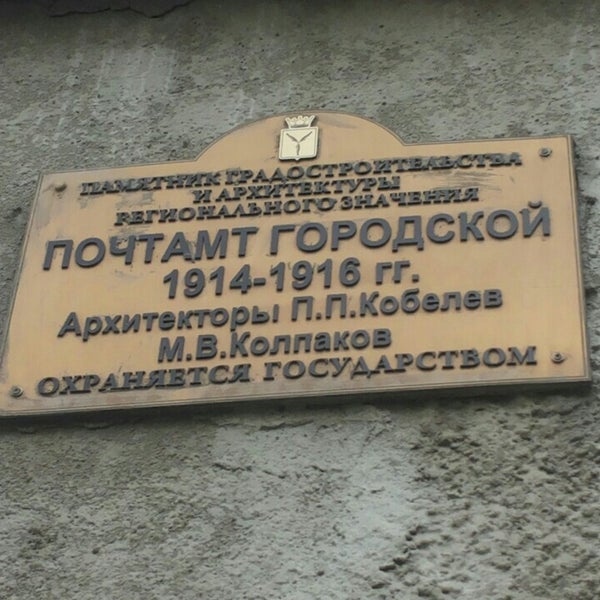 ПАМЯТНИК ГРАДОСТРОИТЕЛЬСТВА
И АРХИТЕКТУРЫ
РЕГИОНАЛЬНОГО ЗНАЧЕНИЯ
ПОЧТАМТ ГОРОДСКОЙ
1914-1916 гг.
Архитекторы П.П.Кобелев
М.В.Колпаков
ОХРАНЯЕТСЯ ГОСУДАРСТВОМ